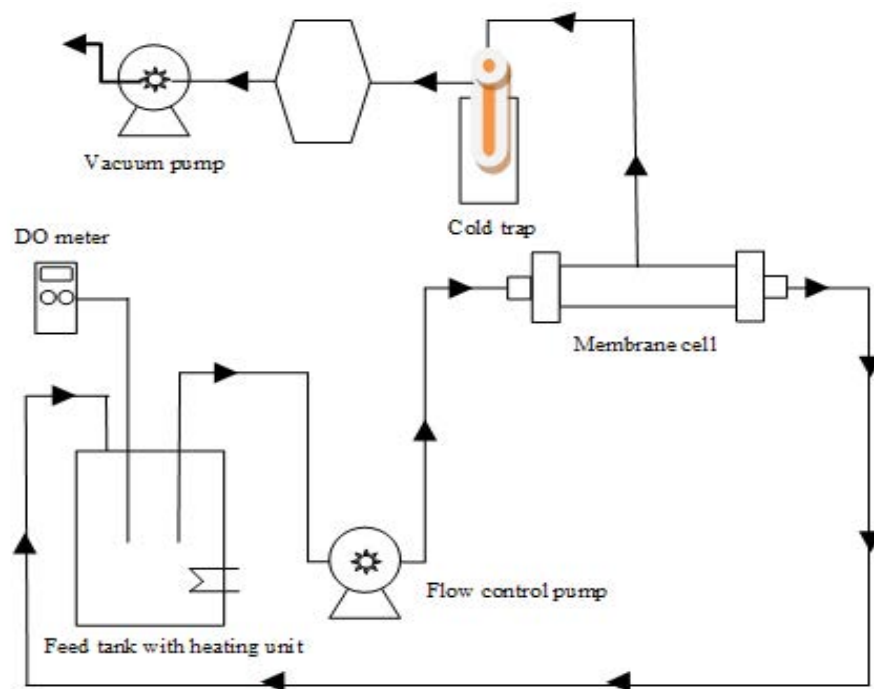 Vacuum pump
Cold trap
DO meter
Membrane cell
Flow control pump
Feed tank with heating unit